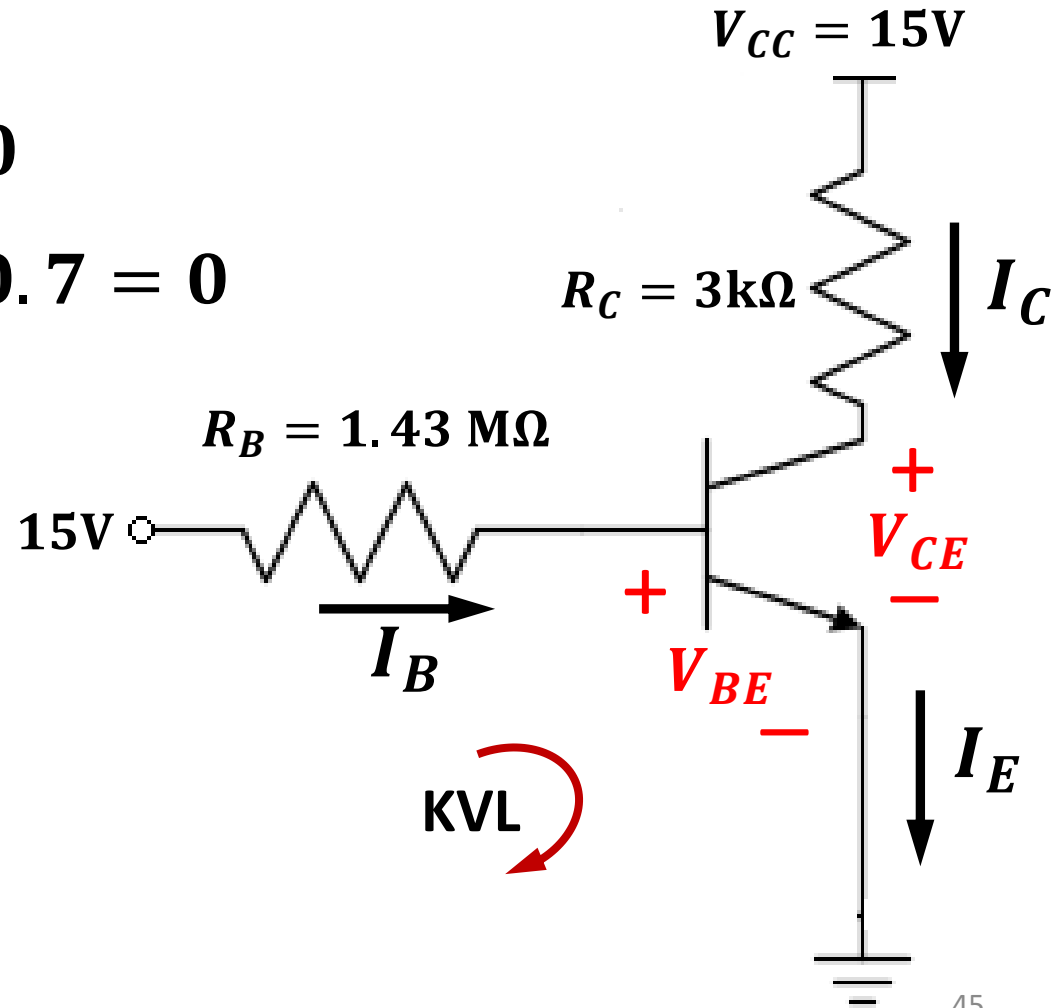 V_CC = 15V
0
0.7 = 0
R_C = 3kΩ
I_C
R_B = 1.43 MΩ
15V
+
V_CE
−
I_B
+
V_BE
−
I_E
KVL
45